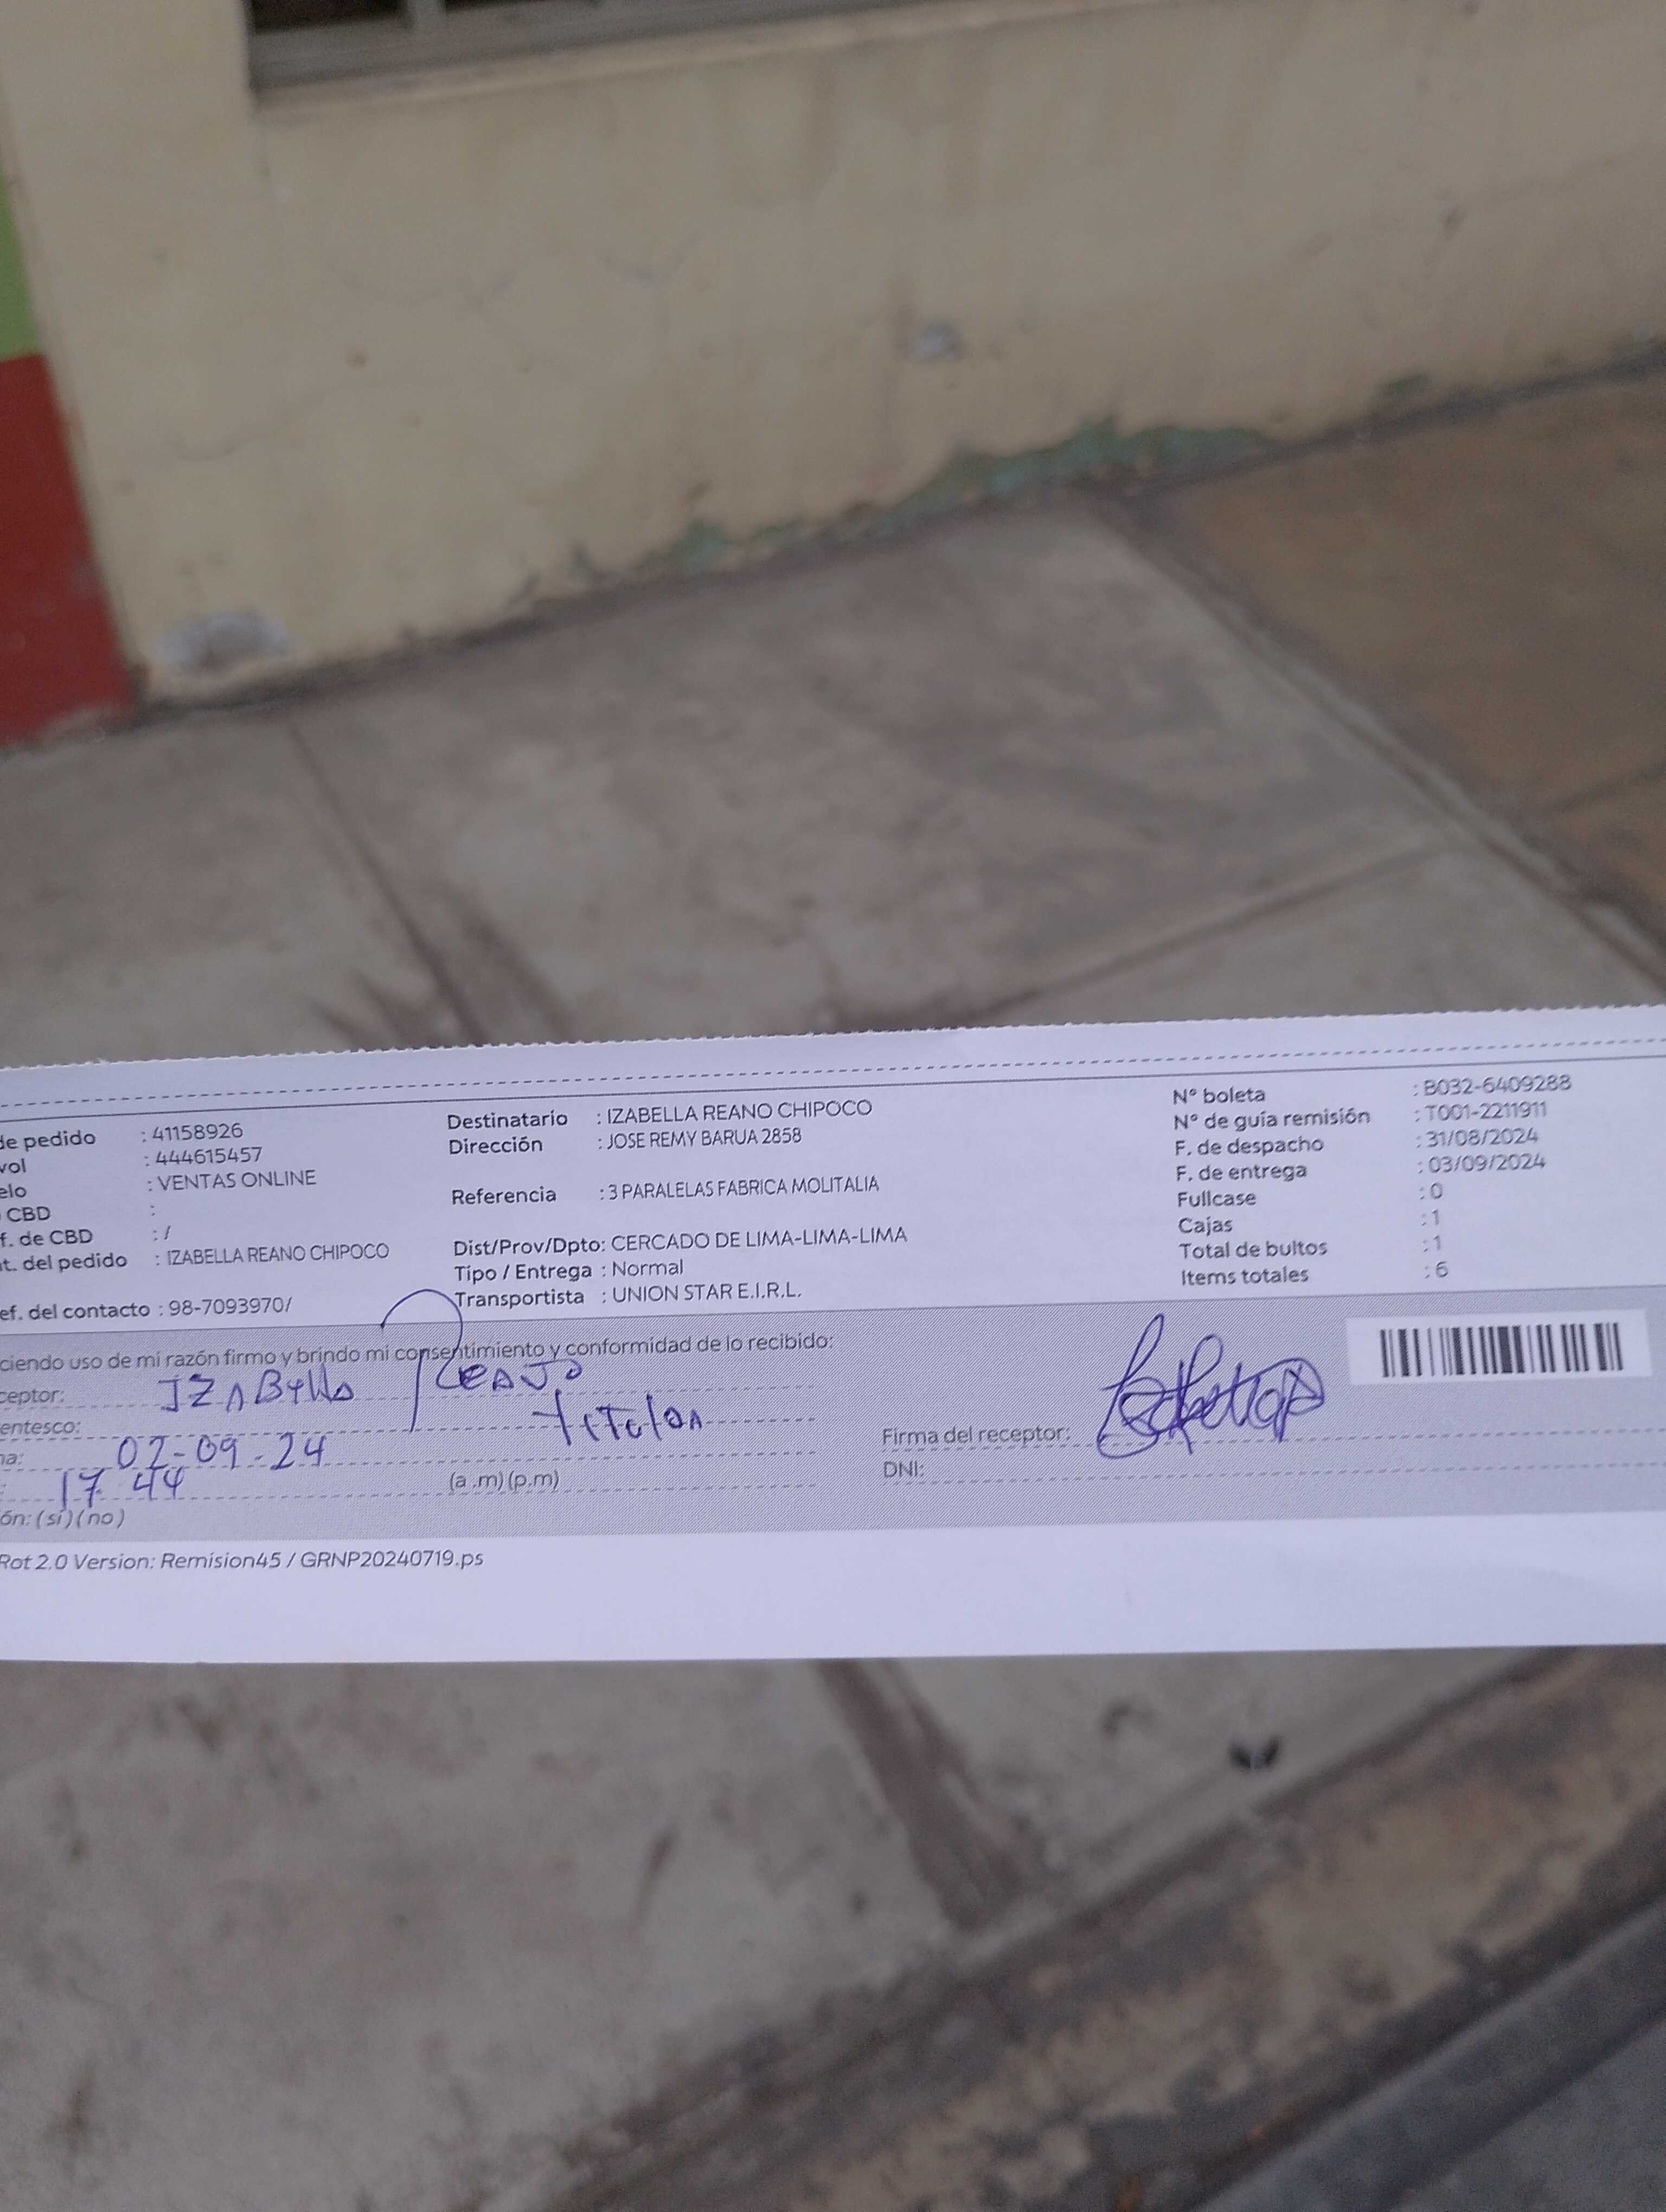 de pedido : 41158926
vol : 444615457
elo : VENTAS ONLINE
CBD :
f. de CBD : /
t. del pedido : IZABELLA REANO CHIPOCO
ef. del contacto : 98-7093970/
Destinatario : IZABELLA REANO CHIPOCO
Dirección : JOSE REMY BARUA 2858
Referencia : 3 PARALELAS FABRICA MOLITALIA
Dist/Prov/Dpto: CERCADO DE LIMA-LIMA-LIMA
Tipo / Entrega : Normal
Transportista : UNION STAR E.I.R.L.
N° boleta : B032-6409288
N° de guía remisión : T001-2211911
F. de despacho : 31/08/2024
F. de entrega : 03/09/2024
Fullcase : 0
Cajas : 1
Total de bultos : 1
Items totales : 6
ciendo uso de mi razón firmo y brindo mi consentimiento y conformidad de lo recibido:
ceptor: IZABELLA
entesco: TITULAR
na: 02-09-24
: 17 44 (a.m) (p.m)
ón: (si) (no)
Firma del receptor:
DNI:
Rot 2.0 Version: Remision45 / GRNP20240719.ps